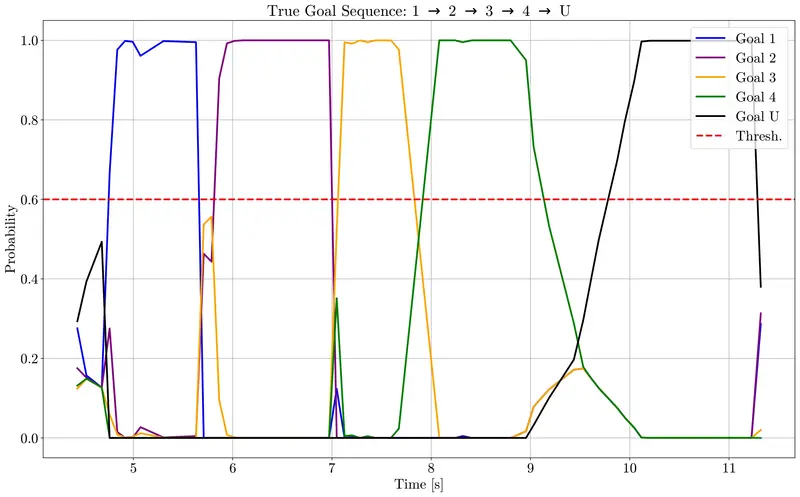 True Goal Sequence: 1 → 2 → 3 → 4 → U
1.0
0.8
0.6
0.4
0.2
0.0
Probability
Goal 1
Goal 2
Goal 3
Goal 4
Goal U
Thresh.
5 6 7 8 9 10 11
Time [s]